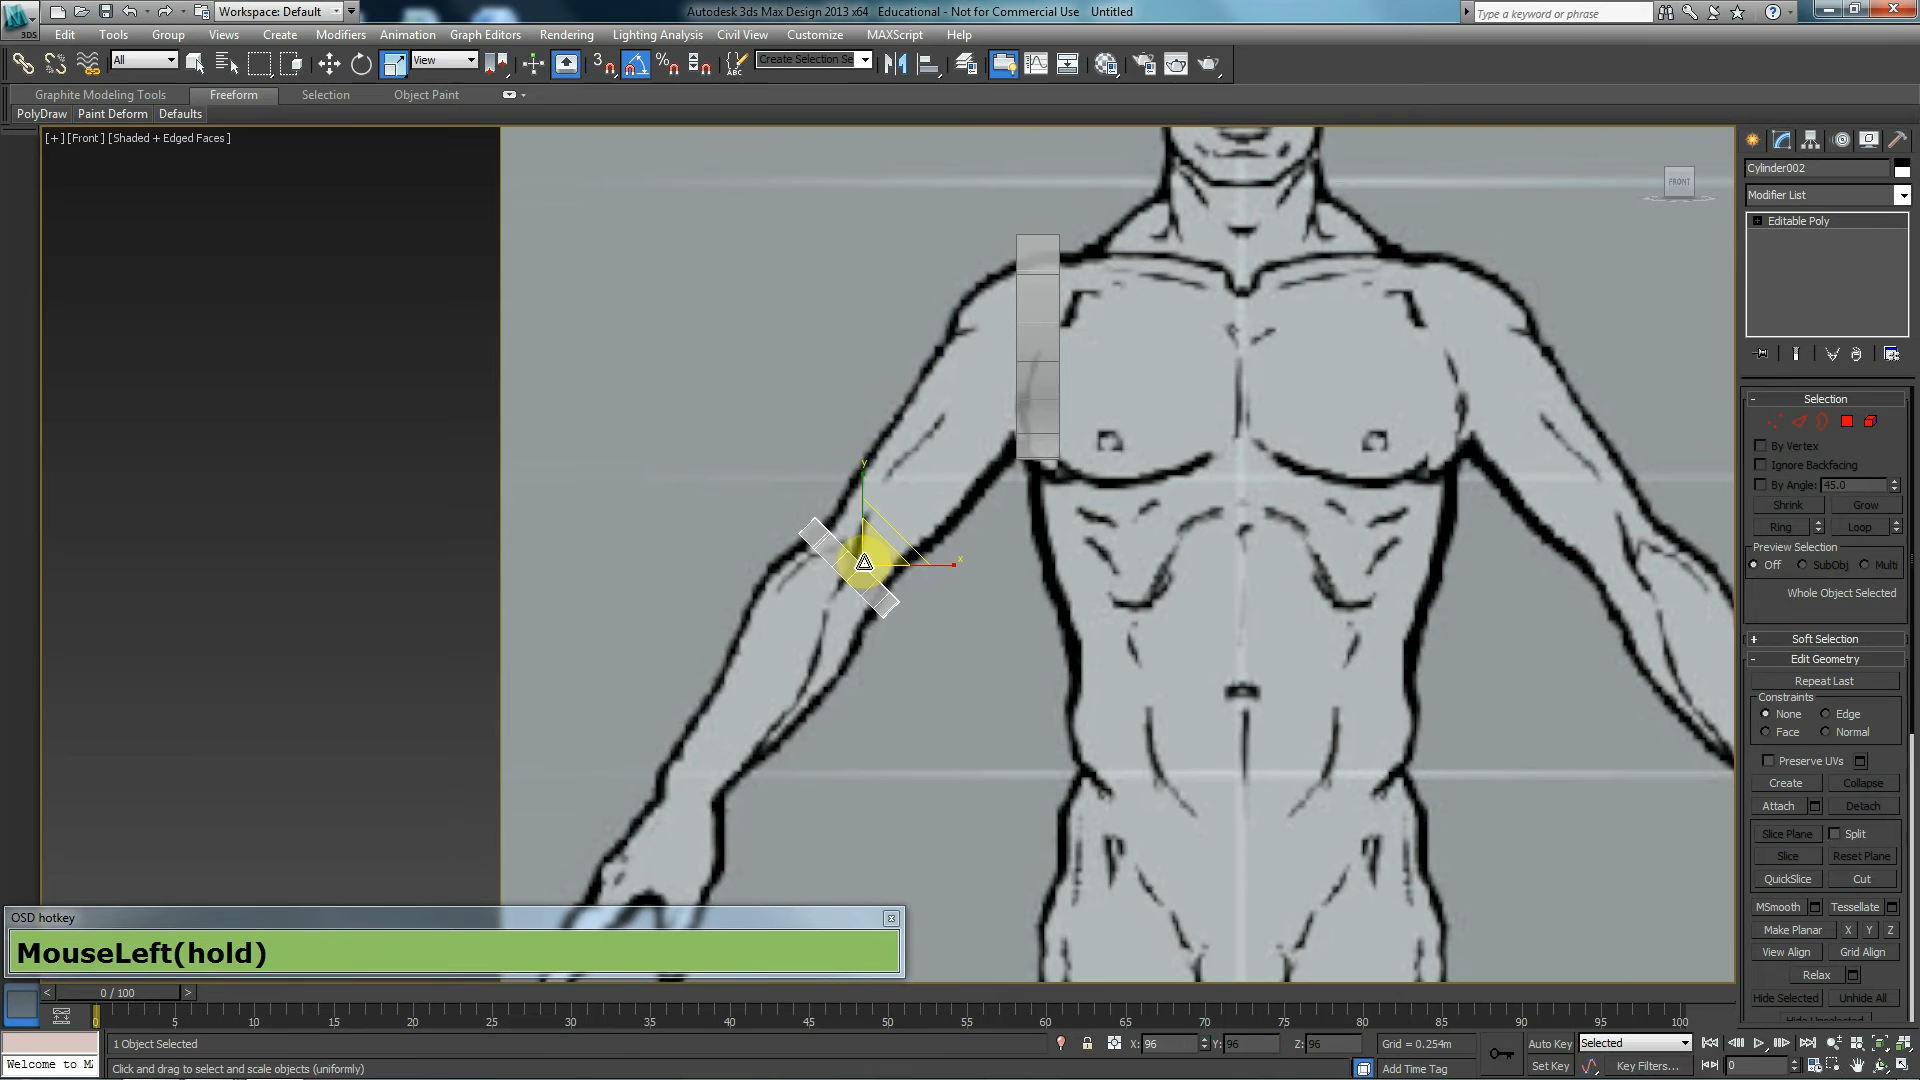 Workspace: Default
Autodesk 3ds Max Design 2013 x64 Educational - Not for Commercial Use Untitled
Type a keyword or phrase
3DS
Edit Tools Group Views Create Modifiers Animation Graph Editors Rendering Lighting Analysis Civil View Customize MAXScript Help
All View 3 % ABC Create Selection Se
Graphite Modeling Tools Freeform Selection Object Paint
PolyDraw Paint Deform Defaults
[+] [Front] [Shaded + Edged Faces]
FRONT
y
x
Cylinder002
Modifier List
Editable Poly
- Selection
By Vertex
Ignore Backfacing
By Angle: 45.0
Shrink Grow
Ring Loop
Preview Selection
Off SubObj Multi
Whole Object Selected
+ Soft Selection
- Edit Geometry
Repeat Last
Constraints
None Edge
Face Normal
Preserve UVs
Create Collapse
Attach Detach
Slice Plane Split
Slice Reset Plane
QuickSlice Cut
MSmooth Tessellate
Make Planar X Y Z
View Align Grid Align
Relax
Hide Selected Unhide All
Hide Unselected
OSD hotkey
MouseLeft(hold)
< 0 / 100 >
0 5 10 15 20 25 30 35 40 45 50 55 60 65 70 75 80 85 90 95 100
1 Object Selected X: 96 Y: 96 Z: 96 Grid = 0.254m Auto Key Selected
Welcome to M
Click and drag to select and scale objects (uniformly) Add Time Tag Set Key Key Filters... 0